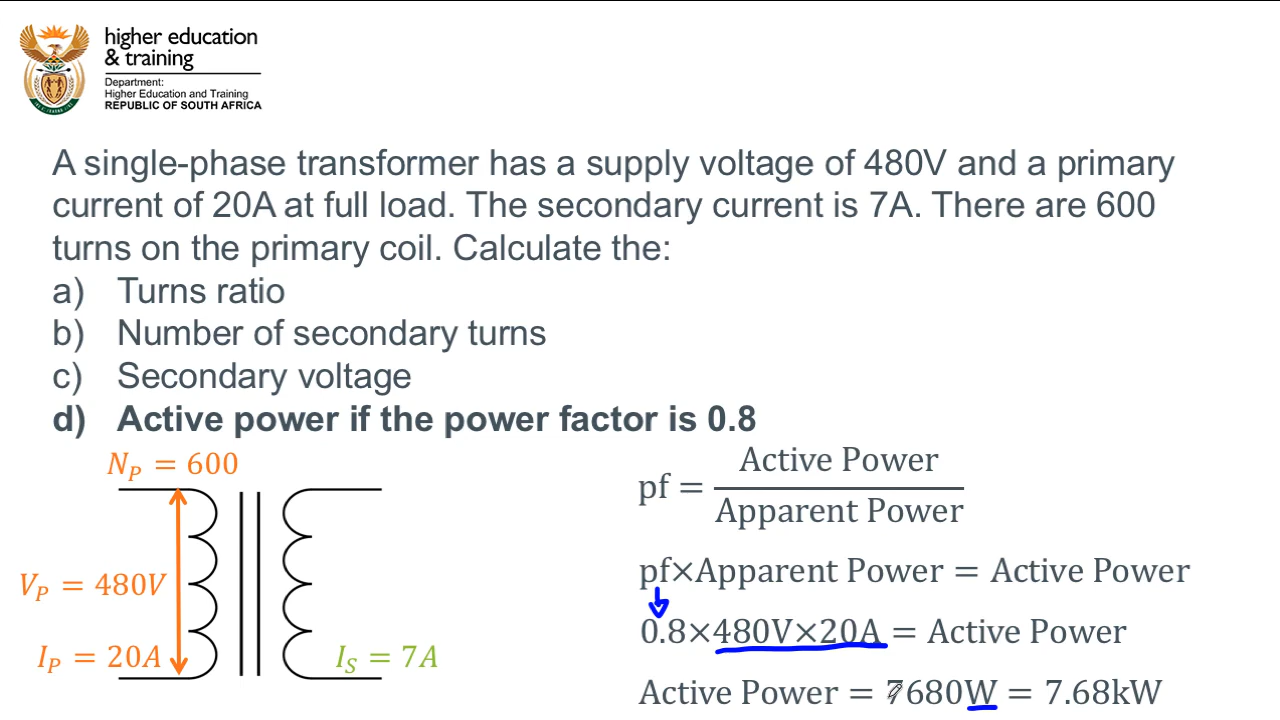 higher education
& training
Department:
Higher Education and Training
REPUBLIC OF SOUTH AFRICA
A single-phase transformer has a supply voltage of 480V and a primary
current of 20A at full load. The secondary current is 7A. There are 600
turns on the primary coil. Calculate the:
a) Turns ratio
b) Number of secondary turns
c) Secondary voltage
d) Active power if the power factor is 0.8
N_P = 600
V_P = 480V
I_P = 20A
I_S = 7A
pf = Active Power / Apparent Power
pf×Apparent Power = Active Power
0.8×480V×20A = Active Power
Active Power = 7680W = 7.68kW